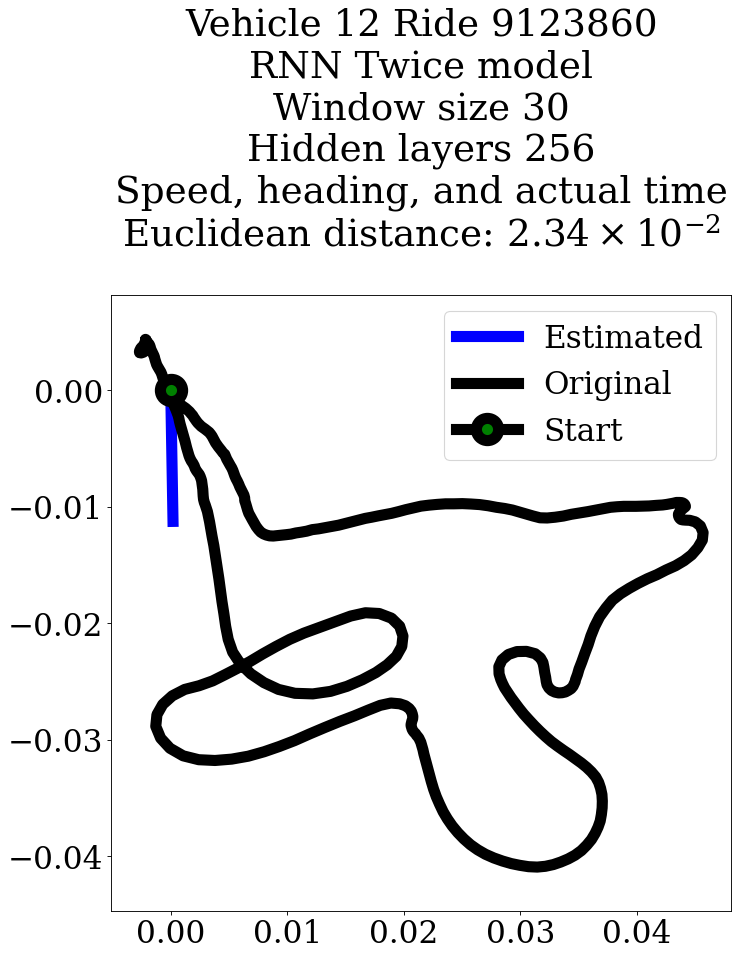 Vehicle 12 Ride 9123860
RNN Twice model
Window size 30
Hidden layers 256
Speed, heading, and actual time
Euclidean distance: 2.34 × 10⁻²
Estimated
Original
Start
0.00
−0.01
−0.02
−0.03
−0.04
0.00 0.01 0.02 0.03 0.04